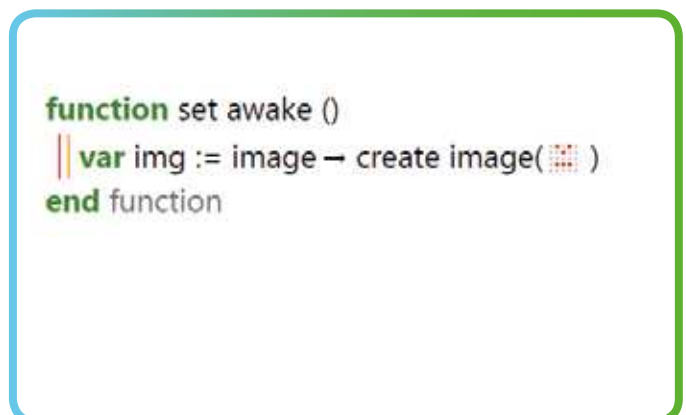 function set awake ()
var img := image → create image( )
end function